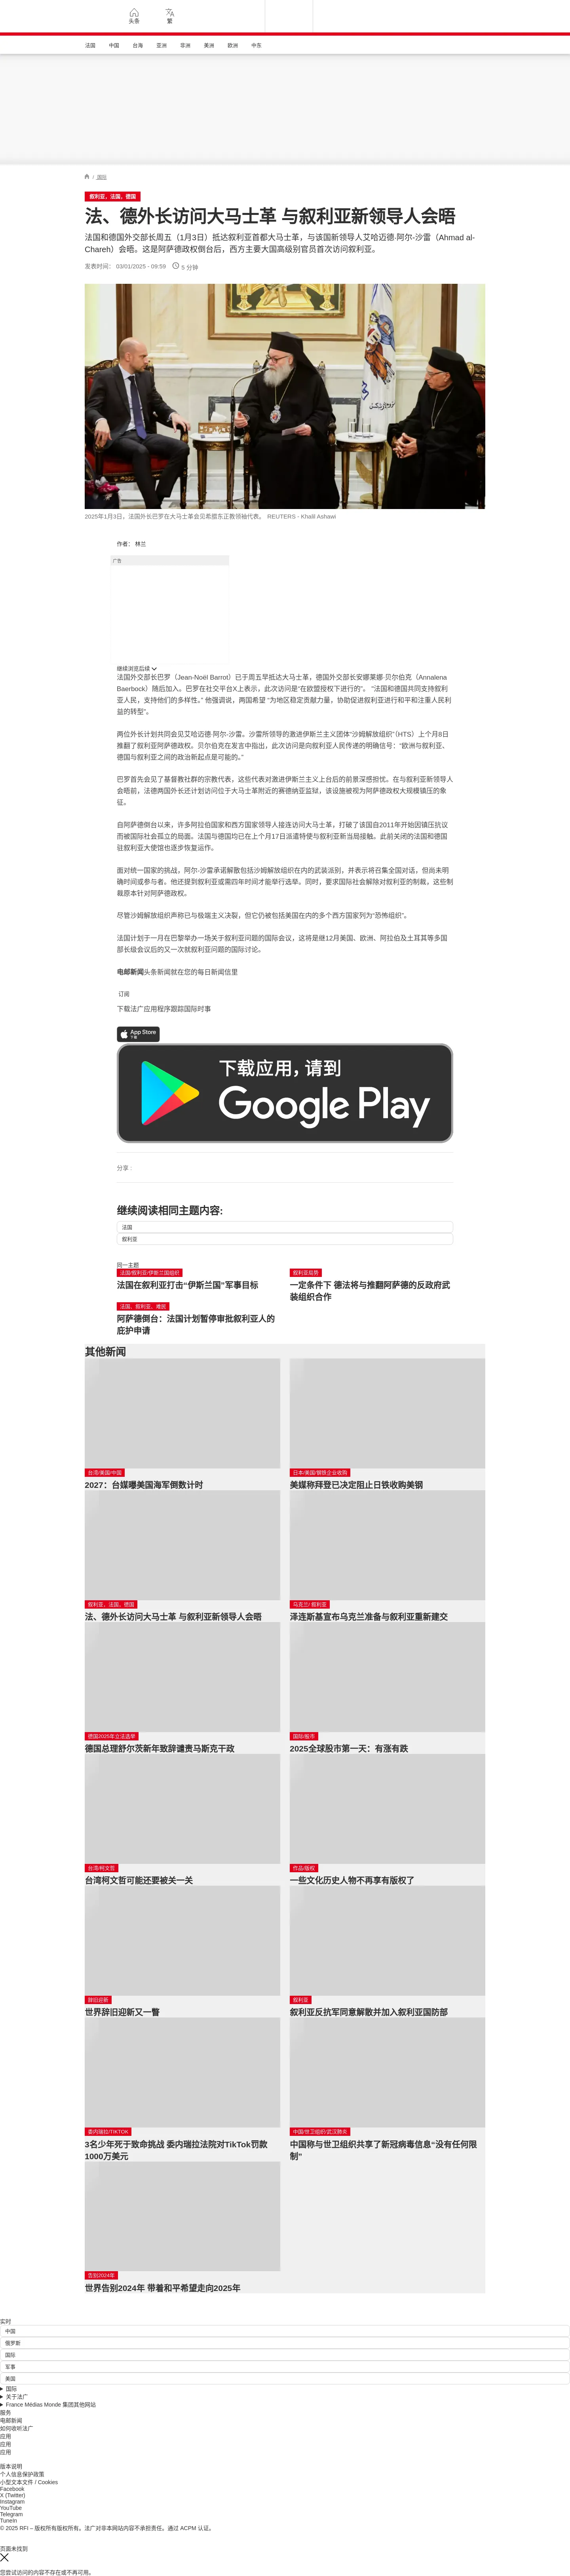 头条
繁
法国
中国
台海
亚洲
非洲
美洲
欧洲
中东
/ 国际
叙利亚，法国，德国
法、德外长访问大马士革 与叙利亚新领导人会晤
法国和德国外交部长周五（1月3日）抵达叙利亚首都大马士革，与该国新领导人艾哈迈德·阿尔-沙雷（Ahmad al-
Chareh）会晤。这是阿萨德政权倒台后，西方主要大国高级别官员首次访问叙利亚。
发表时间： 03/01/2025 - 09:59
5 分钟
2025年1月3日，法国外长巴罗在大马士革会见希腊东正教领袖代表。 REUTERS - Khalil Ashawi
作者： 林兰
广告
继续浏览后续
法国外交部长巴罗（Jean-Noël Barrot）已于周五早抵达大马士革，德国外交部长安娜莱娜·贝尔伯克（Annalena
Baerbock）随后加入。巴罗在社交平台X上表示，此次访问是“在欧盟授权下进行的”。 “法国和德国共同支持叙利
亚人民，支持他们的多样性。” 他强调说，两国希望 “为地区稳定贡献力量，协助促进叙利亚进行和平和注重人民利
益的转型”。
两位外长计划共同会见艾哈迈德·阿尔-沙雷。沙雷所领导的激进伊斯兰主义团体“沙姆解放组织”（HTS）上个月8日
推翻了叙利亚阿萨德政权。贝尔伯克在发言中指出，此次访问是向叙利亚人民传递的明确信号：“欧洲与叙利亚、
德国与叙利亚之间的政治新起点是可能的。”
巴罗首先会见了基督教社群的宗教代表，这些代表对激进伊斯兰主义上台后的前景深感担忧。在与叙利亚新领导人
会晤前，法德两国外长还计划访问位于大马士革附近的赛德纳亚监狱，该设施被视为阿萨德政权大规模镇压的象
征。
自阿萨德倒台以来，许多阿拉伯国家和西方国家领导人接连访问大马士革，打破了该国自2011年开始因镇压抗议
而被国际社会孤立的局面。法国与德国均已在上个月17日派遣特使与叙利亚新当局接触。此前关闭的法国和德国
驻叙利亚大使馆也逐步恢复运作。
面对统一国家的挑战，阿尔-沙雷承诺解散包括沙姆解放组织在内的武装派别，并表示将召集全国对话，但尚未明
确时间或参与者。他还提到叙利亚或需四年时间才能举行选举。同时，要求国际社会解除对叙利亚的制裁，这些制
裁原本针对阿萨德政权。
尽管沙姆解放组织声称已与极端主义决裂，但它仍被包括美国在内的多个西方国家列为“恐怖组织”。
法国计划于一月在巴黎举办一场关于叙利亚问题的国际会议，这将是继12月美国、欧洲、阿拉伯及土耳其等多国
部长级会议后的又一次就叙利亚问题的国际讨论。
电邮新闻头条新闻就在您的每日新闻信里
订阅
下载法广应用程序跟踪国际时事
App Store
下载
下载应用，请到
Google Play
分享 :
继续阅读相同主题内容:
法国
叙利亚
同一主题
法国/叙利亚/伊斯兰国组织
法国在叙利亚打击“伊斯兰国”军事目标
叙利亚局势
一定条件下 德法将与推翻阿萨德的反政府武
装组织合作
法国、叙利亚、难民
阿萨德倒台：法国计划暂停审批叙利亚人的
庇护申请
其他新闻
台湾/美国/中国
2027：台媒曝美国海军倒数计时
日本/美国/钢铁企业收购
美媒称拜登已决定阻止日铁收购美钢
叙利亚，法国，德国
法、德外长访问大马士革 与叙利亚新领导人会晤
乌克兰/ 叙利亚
泽连斯基宣布乌克兰准备与叙利亚重新建交
德国2025年立法选举
德国总理舒尔茨新年致辞谴责马斯克干政
国际/股市
2025全球股市第一天：有涨有跌
台湾/柯文哲
台湾柯文哲可能还要被关一关
作品/版权
一些文化历史人物不再享有版权了
辞旧迎新
世界辞旧迎新又一瞥
叙利亚
叙利亚反抗军同意解散并加入叙利亚国防部
委内瑞拉/TIKTOK
3名少年死于致命挑战 委内瑞拉法院对TikTok罚款
1000万美元
中国/世卫组织/武汉肺炎
中国称与世卫组织共享了新冠病毒信息“没有任何限
制”
告别2024年
世界告别2024年 带着和平希望走向2025年
实时
中国
俄罗斯
国际
军事
美国
国际
关于法广
France Médias Monde 集团其他网站
服务
电邮新闻
如何收听法广
应用
应用
应用
版本说明
个人信息保护政策
小型文本文件 / Cookies
Facebook
X (Twitter)
Instagram
YouTube
Telegram
TuneIn
© 2025 RFI – 版权所有版权所有。法广对非本网站内容不承担责任。通过 ACPM 认证。
页面未找到
您尝试访问的内容不存在或不再可用。